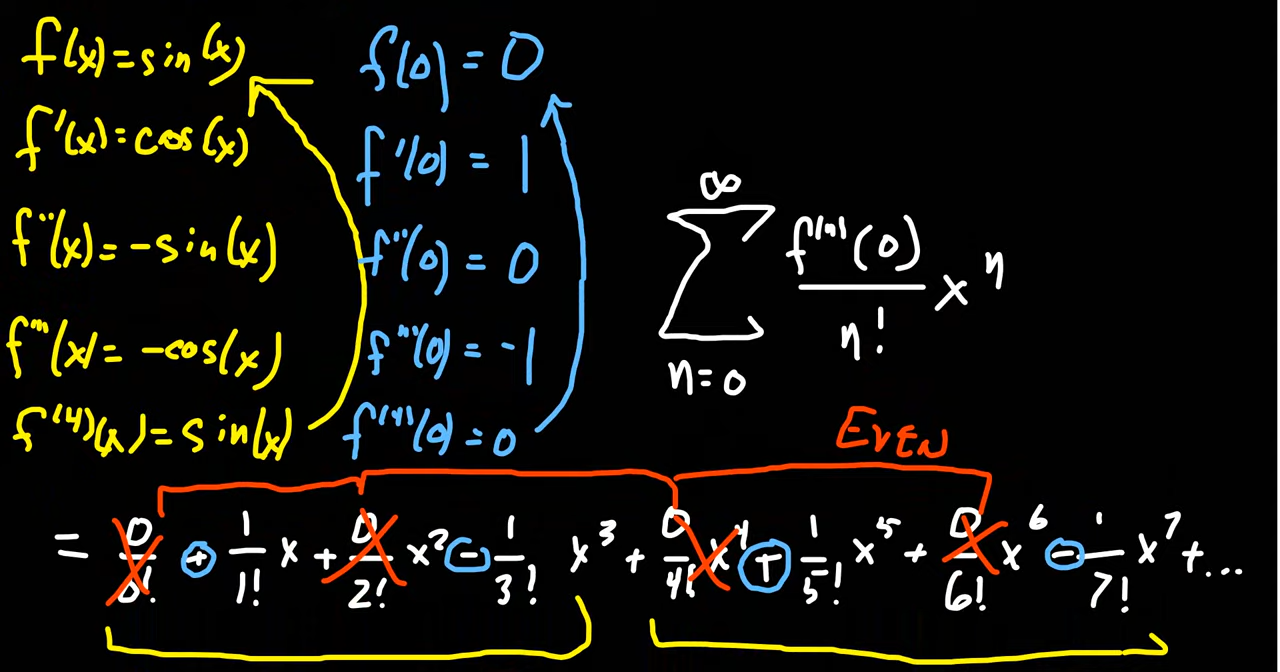 f(x) = sin(x)
f'(x) = cos(x)
f''(x) = -sin(x)
f'''(x) = -cos(x)
f^(4)(x) = sin(x)
f(0) = 0
f'(0) = 1
f''(0) = 0
f'''(0) = -1
f^(4)(0) = 0
∞
∑ f^(n)(0)/n! x^n
n=0
EVEN
= 0/0! + 1/1! x + 0/2! x² - 1/3! x³ + 0/4! x⁴ + 1/5! x⁵ + 0/6! x⁶ - 1/7! x⁷ + ...